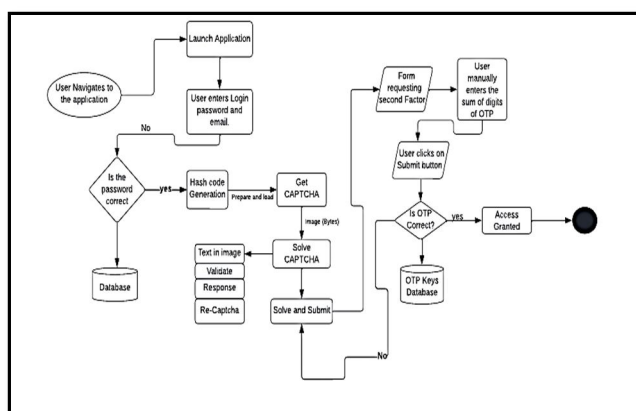 Launch Application
User Navigates to
the application
User enters Login
password and
email.
No
Is the
password
correct
yes
Hash code
Generation
Prepare and load
Get
CAPTCHA
Image (Bytes)
Database
Text in image
Validate
Response
Re-Captcha
Solve
CAPTCHA
Solve and Submit
Form
requesting
second Factor
User
manually
enters the
sum of digits
of OTP
User clicks on
Submit button
Is OTP
Correct?
yes
Access
Granted
OTP Keys
Database
No